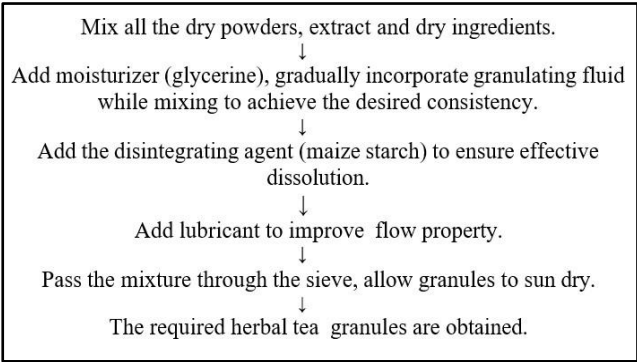 Mix all the dry powders, extract and dry ingredients.
↓
Add moisturizer (glycerine), gradually incorporate granulating fluid
while mixing to achieve the desired consistency.
↓
Add the disintegrating agent (maize starch) to ensure effective
dissolution.
↓
Add lubricant to improve flow property.
↓
Pass the mixture through the sieve, allow granules to sun dry.
↓
The required herbal tea granules are obtained.